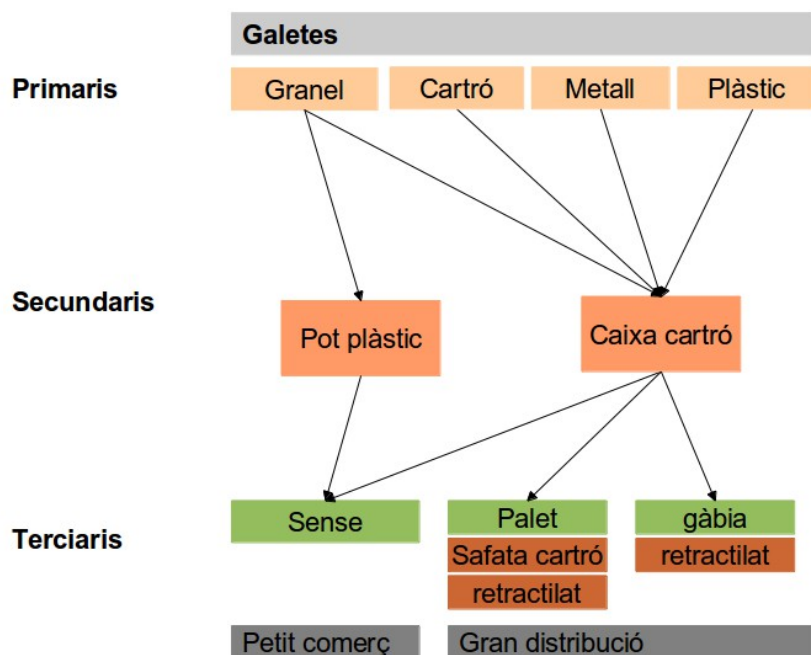 Galetes
Primaris
Granel
Cartró
Metall
Plàstic
Secundaris
Pot plàstic
Caixa cartró
Terciaris
Sense
Palet
gàbia
Safata cartró
retractilat
retractilat
Petit comerç
Gran distribució